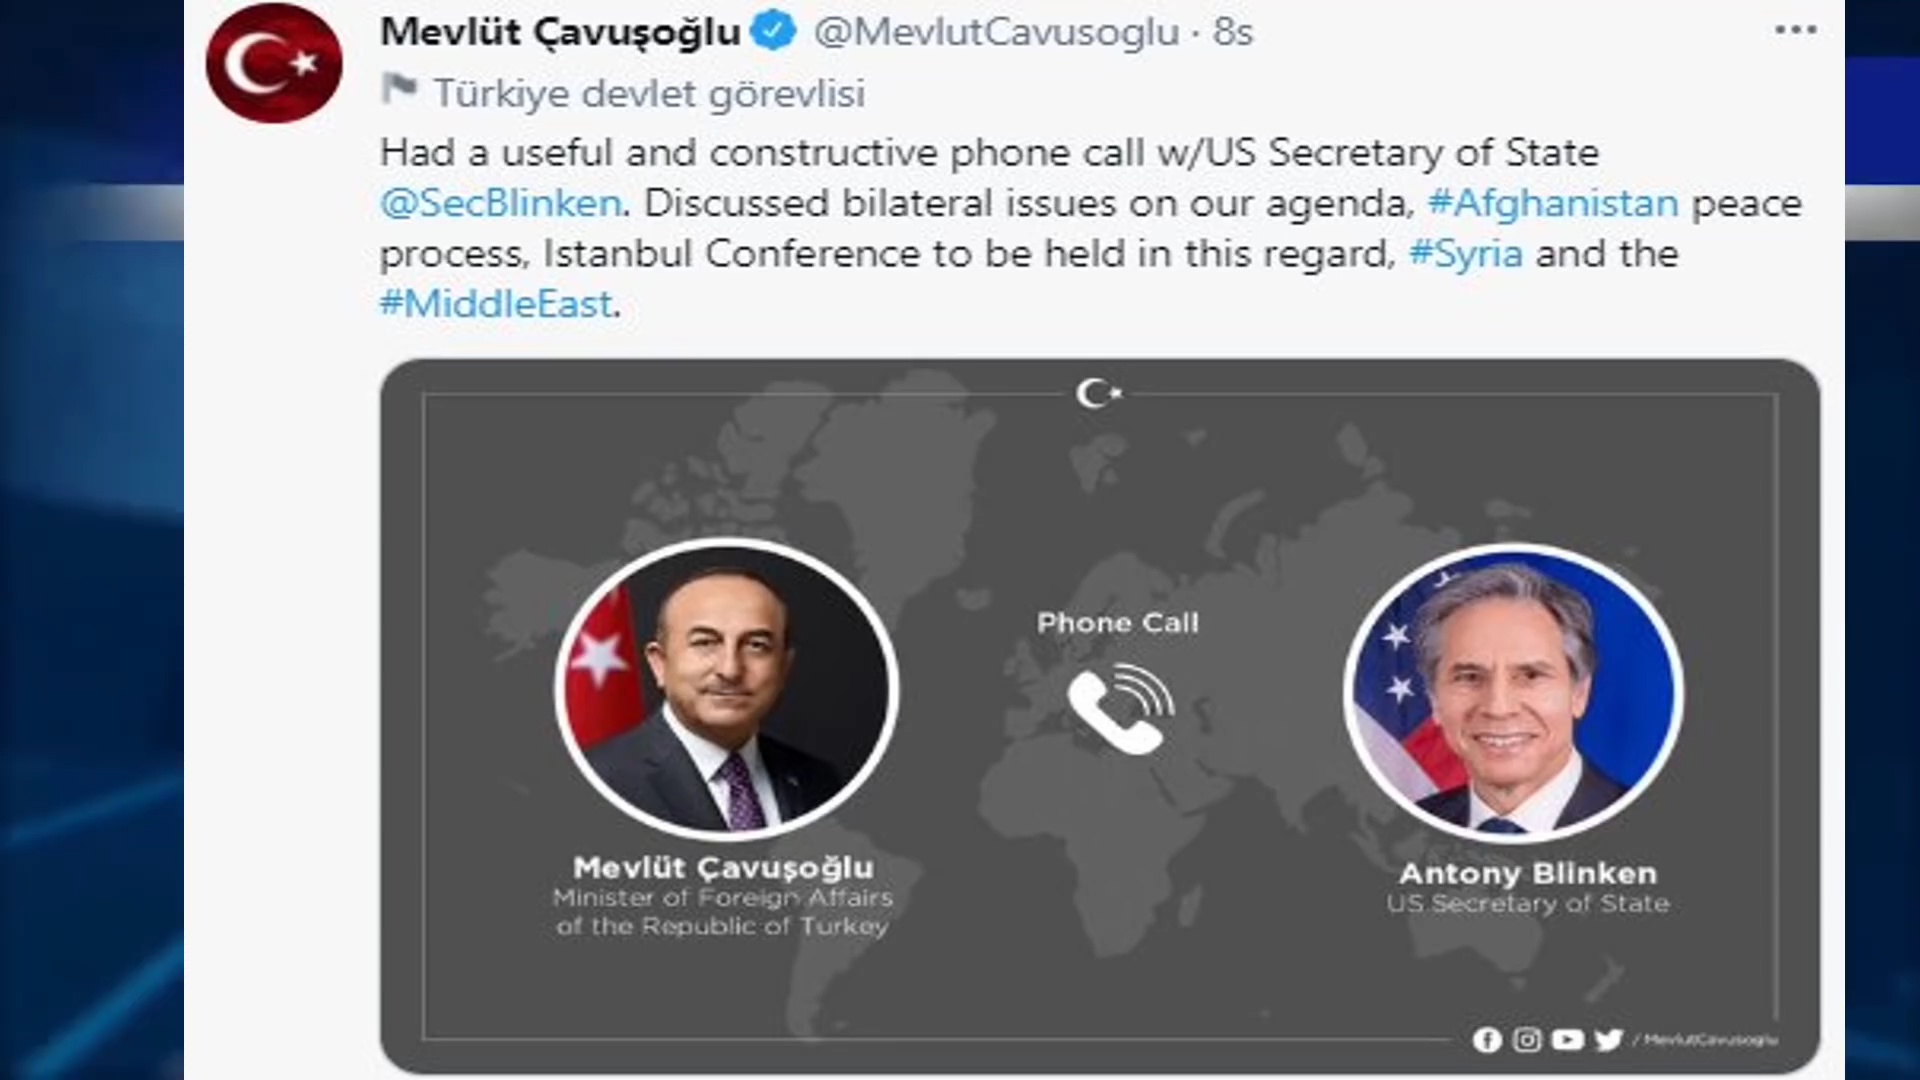 Mevlüt Çavuşoğlu @MevlutCavusoglu · 8s
Türkiye devlet görevlisi
Had a useful and constructive phone call w/US Secretary of State
@SecBlinken. Discussed bilateral issues on our agenda, #Afghanistan peace
process, Istanbul Conference to be held in this regard, #Syria and the
#MiddleEast.
Phone Call
Mevlüt Çavuşoğlu
Minister of Foreign Affairs
of the Republic of Turkey
Antony Blinken
US Secretary of State
/MevlutCavusoglu